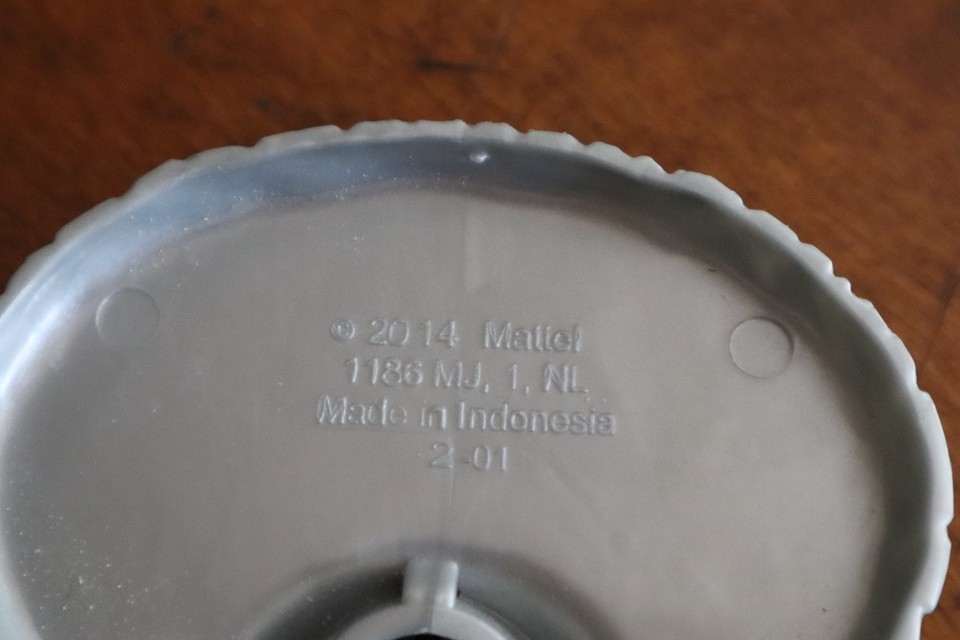 © 2014 Mattel
1186 MJ, 1, NL
Made in Indonesia
2-01